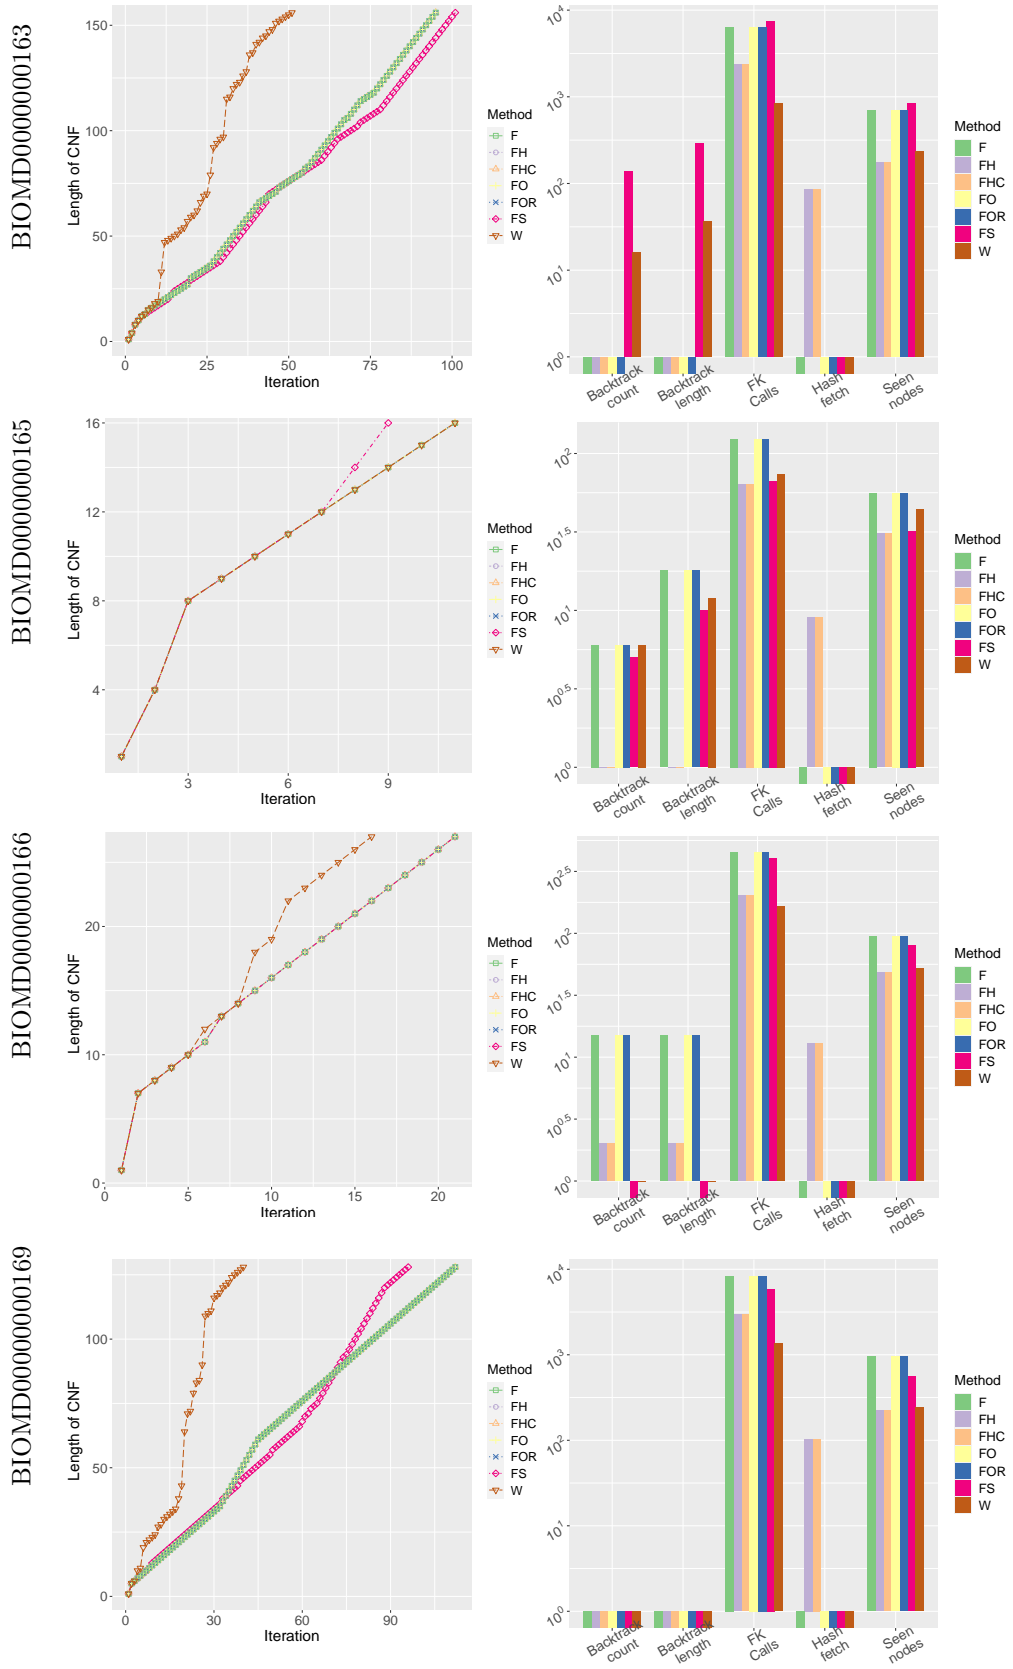 BIOMD0000000163
Length of CNF
150
100
50
0
0
25
50
75
100
Iteration
Method
F
FH
FHC
FO
FOR
FS
W
10^4
10^3
10^2
10^1
10^0
Backtrack
count
Backtrack
length
FK
Calls
Hash
fetch
Seen
nodes
Method
F
FH
FHC
FO
FOR
FS
W
BIOMD0000000165
Length of CNF
16
12
8
4
3
6
9
Iteration
Method
F
FH
FHC
FO
FOR
FS
W
10^2
10^1.5
10^1
10^0.5
10^0
Backtrack
count
Backtrack
length
FK
Calls
Hash
fetch
Seen
nodes
Method
F
FH
FHC
FO
FOR
FS
W
BIOMD0000000166
Length of CNF
20
10
0
0
5
10
15
20
Iteration
Method
F
FH
FHC
FO
FOR
FS
W
10^2.5
10^2
10^1.5
10^1
10^0.5
10^0
Backtrack
count
Backtrack
length
FK
Calls
Hash
fetch
Seen
nodes
Method
F
FH
FHC
FO
FOR
FS
W
BIOMD0000000169
Length of CNF
100
50
0
0
30
60
90
Iteration
Method
F
FH
FHC
FO
FOR
FS
W
10^4
10^3
10^2
10^1
10^0
Backtrack
count
Backtrack
length
FK
Calls
Hash
fetch
Seen
nodes
Method
F
FH
FHC
FO
FOR
FS
W